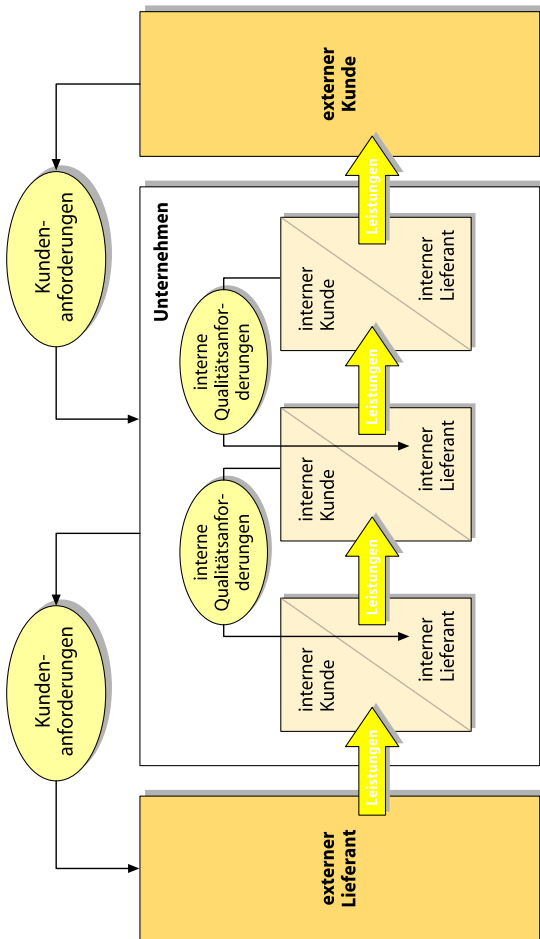 Kunden-
anforderungen
Kunden-
anforderungen
Unternehmen
interne
Qualitätsanfor-
derungen
interne
Qualitätsanfor-
derungen
externer
Lieferant
Leistungen
interner
Kunde
interner
Lieferant
Leistungen
interner
Kunde
interner
Lieferant
Leistungen
interner
Kunde
interner
Lieferant
Leistungen
externer
Kunde